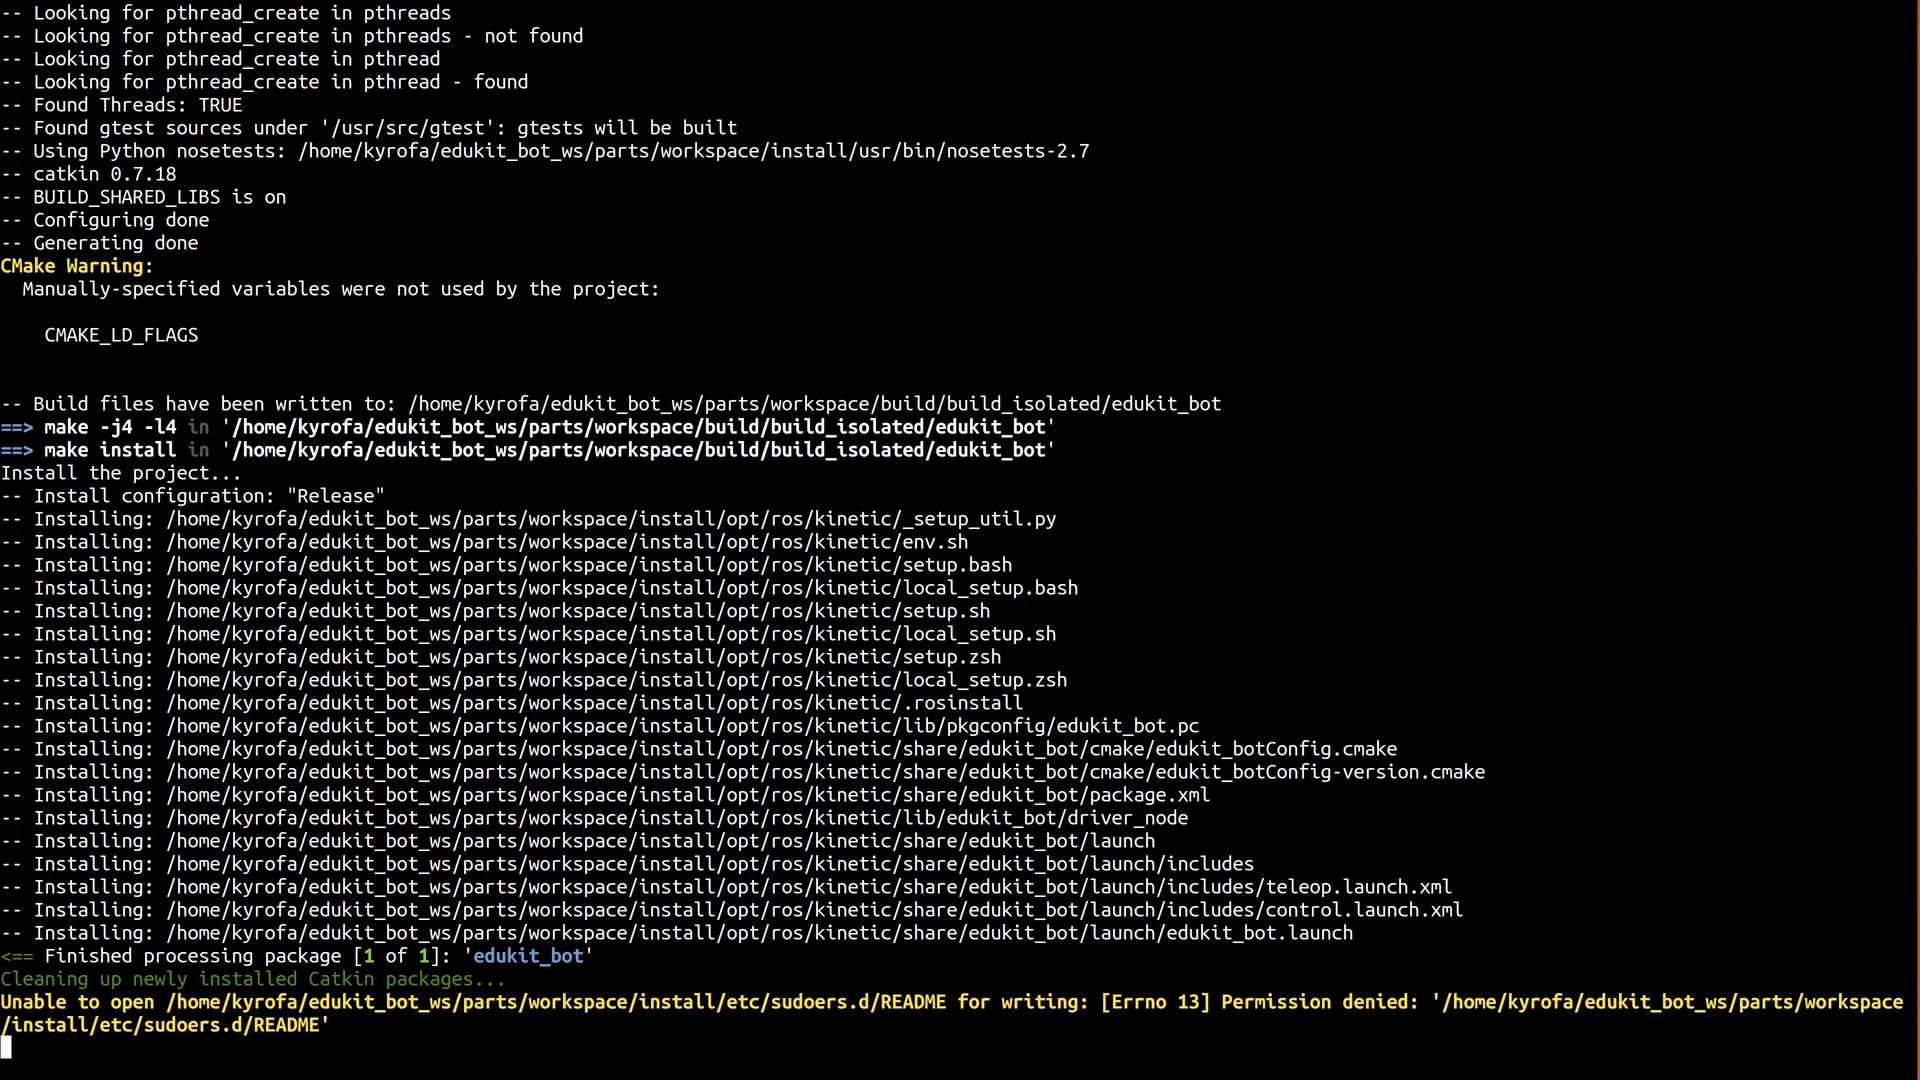 -- Looking for pthread_create in pthreads
-- Looking for pthread_create in pthreads - not found
-- Looking for pthread_create in pthread
-- Looking for pthread_create in pthread - found
-- Found Threads: TRUE
-- Found gtest sources under '/usr/src/gtest': gtests will be built
-- Using Python nosetests: /home/kyrofa/edukit_bot_ws/parts/workspace/install/usr/bin/nosetests-2.7
-- catkin 0.7.18
-- BUILD_SHARED_LIBS is on
-- Configuring done
-- Generating done
CMake Warning:
  Manually-specified variables were not used by the project:
    CMAKE_LD_FLAGS
-- Build files have been written to: /home/kyrofa/edukit_bot_ws/parts/workspace/build/build_isolated/edukit_bot
==> make -j4 -l4 in '/home/kyrofa/edukit_bot_ws/parts/workspace/build/build_isolated/edukit_bot'
==> make install in '/home/kyrofa/edukit_bot_ws/parts/workspace/build/build_isolated/edukit_bot'
Install the project...
-- Install configuration: "Release"
-- Installing: /home/kyrofa/edukit_bot_ws/parts/workspace/install/opt/ros/kinetic/_setup_util.py
-- Installing: /home/kyrofa/edukit_bot_ws/parts/workspace/install/opt/ros/kinetic/env.sh
-- Installing: /home/kyrofa/edukit_bot_ws/parts/workspace/install/opt/ros/kinetic/setup.bash
-- Installing: /home/kyrofa/edukit_bot_ws/parts/workspace/install/opt/ros/kinetic/local_setup.bash
-- Installing: /home/kyrofa/edukit_bot_ws/parts/workspace/install/opt/ros/kinetic/setup.sh
-- Installing: /home/kyrofa/edukit_bot_ws/parts/workspace/install/opt/ros/kinetic/local_setup.sh
-- Installing: /home/kyrofa/edukit_bot_ws/parts/workspace/install/opt/ros/kinetic/setup.zsh
-- Installing: /home/kyrofa/edukit_bot_ws/parts/workspace/install/opt/ros/kinetic/local_setup.zsh
-- Installing: /home/kyrofa/edukit_bot_ws/parts/workspace/install/opt/ros/kinetic/.rosinstall
-- Installing: /home/kyrofa/edukit_bot_ws/parts/workspace/install/opt/ros/kinetic/lib/pkgconfig/edukit_bot.pc
-- Installing: /home/kyrofa/edukit_bot_ws/parts/workspace/install/opt/ros/kinetic/share/edukit_bot/cmake/edukit_botConfig.cmake
-- Installing: /home/kyrofa/edukit_bot_ws/parts/workspace/install/opt/ros/kinetic/share/edukit_bot/cmake/edukit_botConfig-version.cmake
-- Installing: /home/kyrofa/edukit_bot_ws/parts/workspace/install/opt/ros/kinetic/share/edukit_bot/package.xml
-- Installing: /home/kyrofa/edukit_bot_ws/parts/workspace/install/opt/ros/kinetic/lib/edukit_bot/driver_node
-- Installing: /home/kyrofa/edukit_bot_ws/parts/workspace/install/opt/ros/kinetic/share/edukit_bot/launch
-- Installing: /home/kyrofa/edukit_bot_ws/parts/workspace/install/opt/ros/kinetic/share/edukit_bot/launch/includes
-- Installing: /home/kyrofa/edukit_bot_ws/parts/workspace/install/opt/ros/kinetic/share/edukit_bot/launch/includes/teleop.launch.xml
-- Installing: /home/kyrofa/edukit_bot_ws/parts/workspace/install/opt/ros/kinetic/share/edukit_bot/launch/includes/control.launch.xml
-- Installing: /home/kyrofa/edukit_bot_ws/parts/workspace/install/opt/ros/kinetic/share/edukit_bot/launch/edukit_bot.launch
<== Finished processing package [1 of 1]: 'edukit_bot'
Cleaning up newly installed Catkin packages...
Unable to open /home/kyrofa/edukit_bot_ws/parts/workspace/install/etc/sudoers.d/README for writing: [Errno 13] Permission denied: '/home/kyrofa/edukit_bot_ws/parts/workspace
/install/etc/sudoers.d/README'